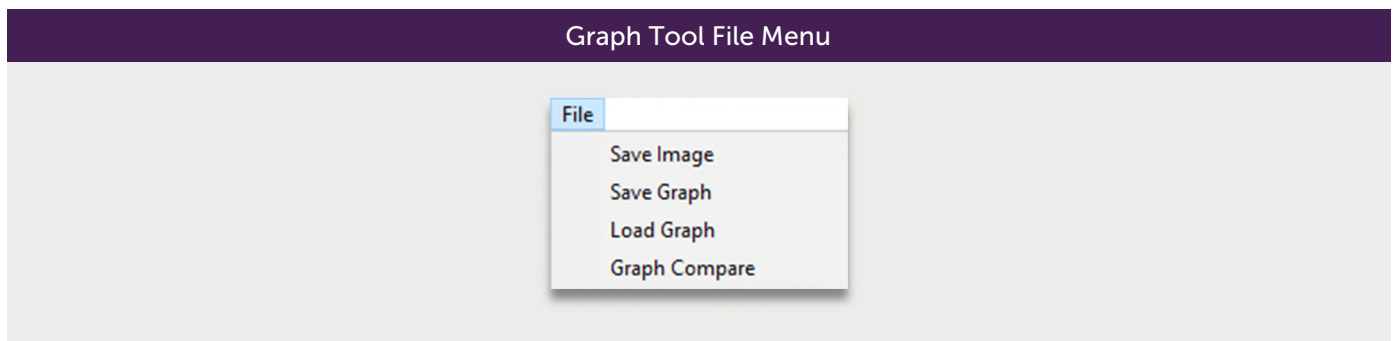 Graph Tool File Menu
File
Save Image
Save Graph
Load Graph
Graph Compare